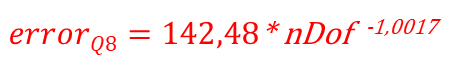 error_Q8 = 142,48 * nDof ^-1,0017